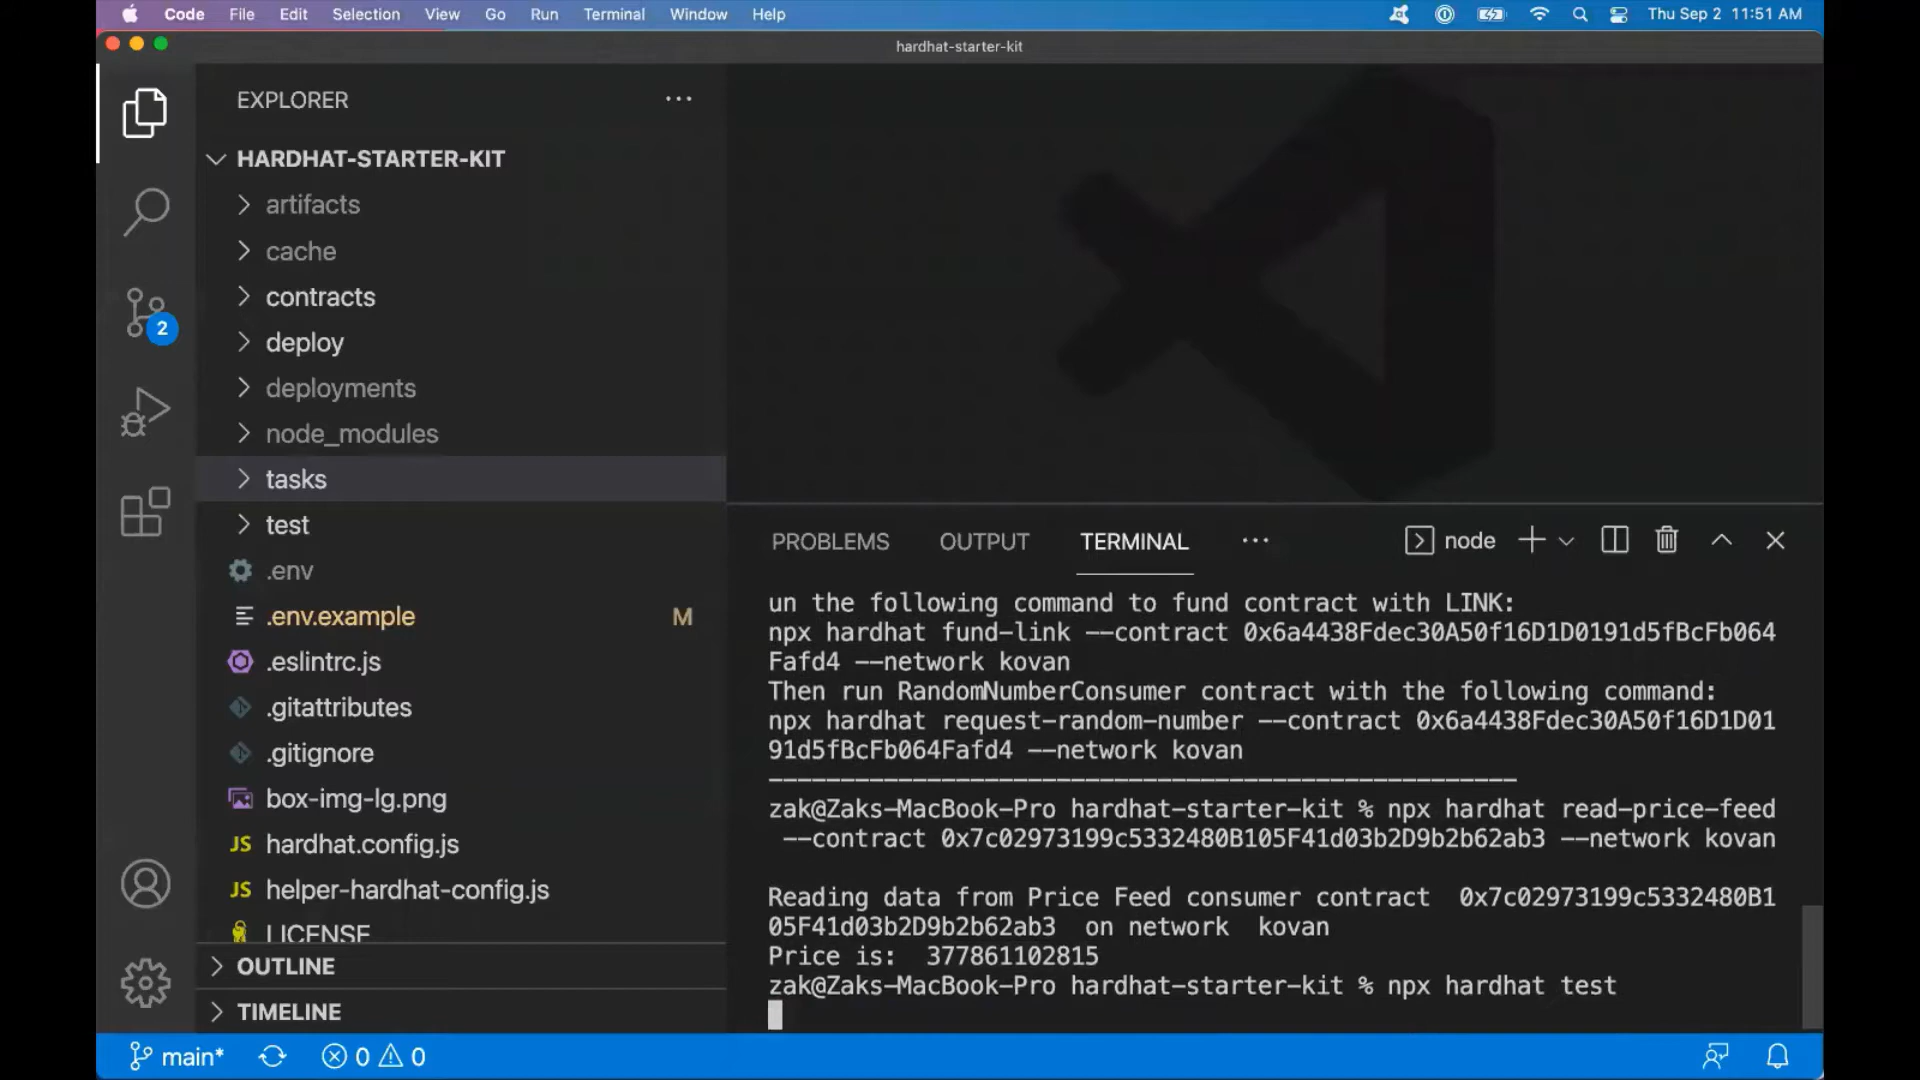 Code File Edit Selection View Go Run Terminal Window Help Thu Sep 2 11:51 AM
hardhat-starter-kit
EXPLORER
HARDHAT-STARTER-KIT
artifacts
cache
contracts
deploy
deployments
node_modules
tasks
test
.env
.env.example M
.eslintrc.js
.gitattributes
.gitignore
box-img-lg.png
JS hardhat.config.js
JS helper-hardhat-config.js
LICENSE
OUTLINE
TIMELINE
2
PROBLEMS OUTPUT TERMINAL ··· node
un the following command to fund contract with LINK:
npx hardhat fund-link --contract 0x6a4438Fdec30A50f16D1D0191d5fBcFb064
Fafd4 --network kovan
Then run RandomNumberConsumer contract with the following command:
npx hardhat request-random-number --contract 0x6a4438Fdec30A50f16D1D01
91d5fBcFb064Fafd4 --network kovan
----------------------------------------------------
zak@Zaks-MacBook-Pro hardhat-starter-kit % npx hardhat read-price-feed
--contract 0x7c02973199c5332480B105F41d03b2D9b2b62ab3 --network kovan
Reading data from Price Feed consumer contract 0x7c02973199c5332480B1
05F41d03b2D9b2b62ab3 on network kovan
Price is: 377861102815
zak@Zaks-MacBook-Pro hardhat-starter-kit % npx hardhat test
main* 0 0